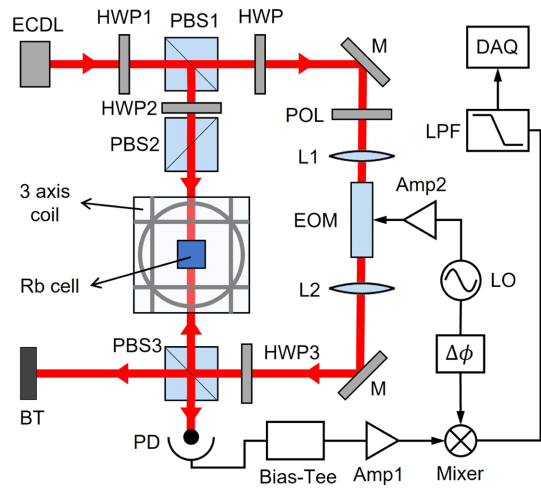 ECDL
HWP1
PBS1
HWP
M
DAQ
HWP2
POL
LPF
PBS2
L1
Amp2
3 axis
coil
EOM
LO
Rb cell
L2
Δϕ
PBS3
HWP3
M
BT
PD
Bias-Tee
Amp1
Mixer